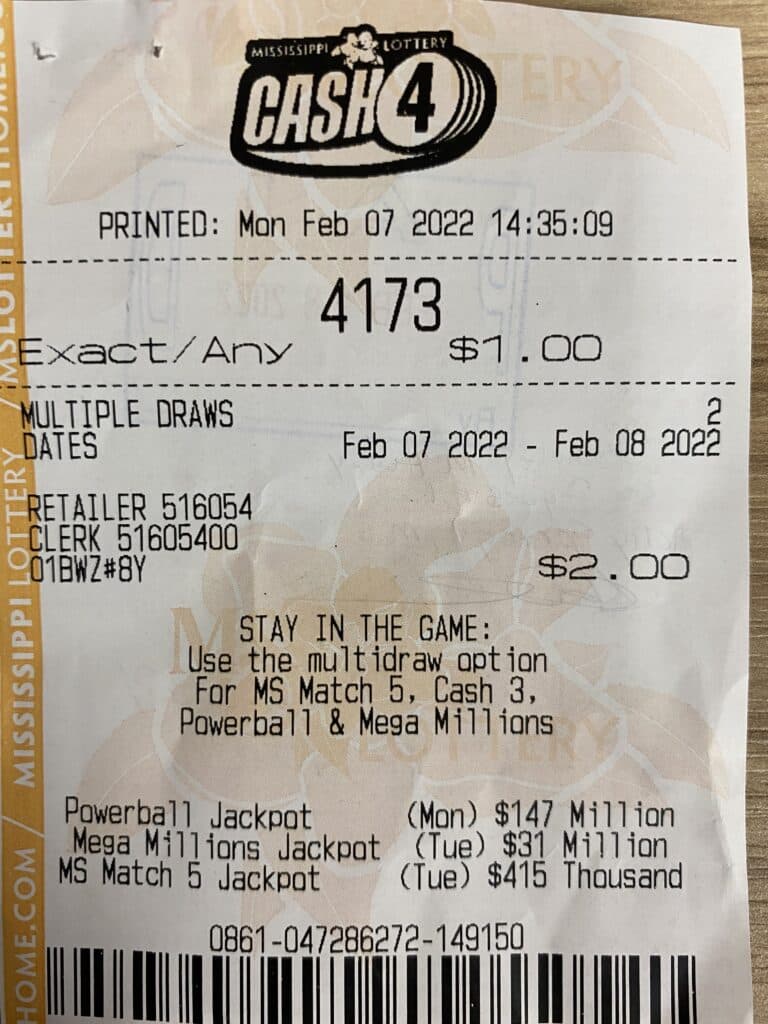 MISSISSIPPI LOTTERY
CASH 4
PRINTED: Mon Feb 07 2022 14:35:09
4173
Exact/Any $1.00
MULTIPLE DRAWS 2
DATES Feb 07 2022 - Feb 08 2022
RETAILER 516054
CLERK 51605400
01BWZ#8Y $2.00
STAY IN THE GAME:
Use the multidraw option
For MS Match 5, Cash 3,
Powerball & Mega Millions
Powerball Jackpot (Mon) $147 Million
Mega Millions Jackpot (Tue) $31 Million
MS Match 5 Jackpot (Tue) $415 Thousand
0861-047286272-149150
HOME.COM / MISSISSIPPI LOTTERY / MSLOTTERYHOME.C
LOTTERY